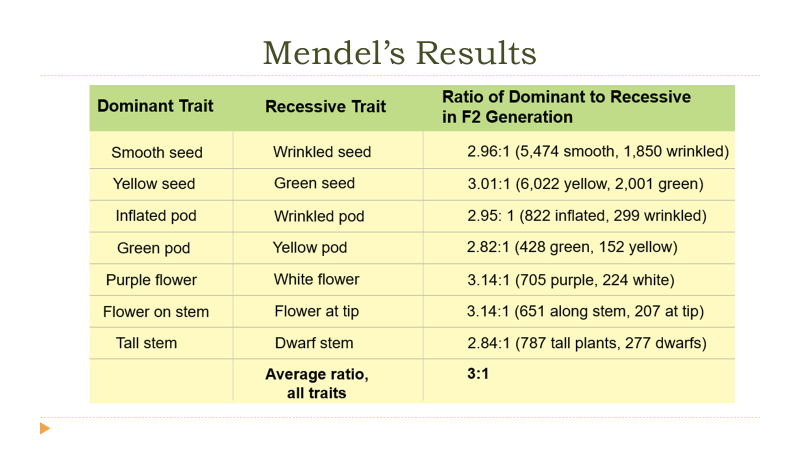 Mendel’s Results
Dominant Trait Recessive Trait Ratio of Dominant to Recessive
in F2 Generation
Smooth seed Wrinkled seed 2.96:1 (5,474 smooth, 1,850 wrinkled)
Yellow seed Green seed 3.01:1 (6,022 yellow, 2,001 green)
Inflated pod Wrinkled pod 2.95: 1 (822 inflated, 299 wrinkled)
Green pod Yellow pod 2.82:1 (428 green, 152 yellow)
Purple flower White flower 3.14:1 (705 purple, 224 white)
Flower on stem Flower at tip 3.14:1 (651 along stem, 207 at tip)
Tall stem Dwarf stem 2.84:1 (787 tall plants, 277 dwarfs)
Average ratio, 3:1
all traits